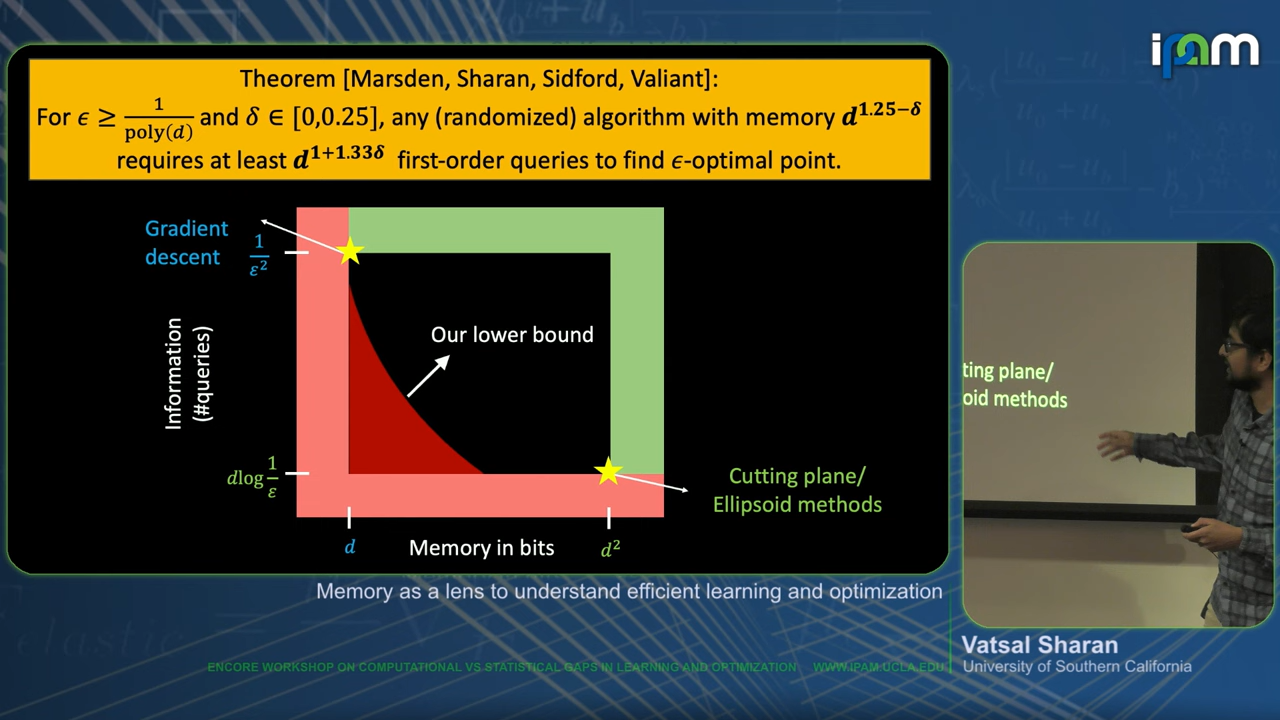 ipam
Theorem [Marsden, Sharan, Sidford, Valiant]:
For ϵ ≥ 1/poly(d) and δ ∈ [0,0.25], any (randomized) algorithm with memory d^{1.25−δ}
requires at least d^{1+1.33δ} first-order queries to find ϵ-optimal point.
Gradient
descent
1/ε²
Our lower bound
Information
(#queries)
dlog 1/ε
Cutting plane/
Ellipsoid methods
d
Memory in bits
d²
ting plane/
oid methods
Memory as a lens to understand efficient learning and optimization
Vatsal Sharan
University of Southern California
ENCORE WORKSHOP ON COMPUTATIONAL VS STATISTICAL GAPS IN LEARNING AND OPTIMIZATION WWW.IPAM.UCLA.EDU
elastic